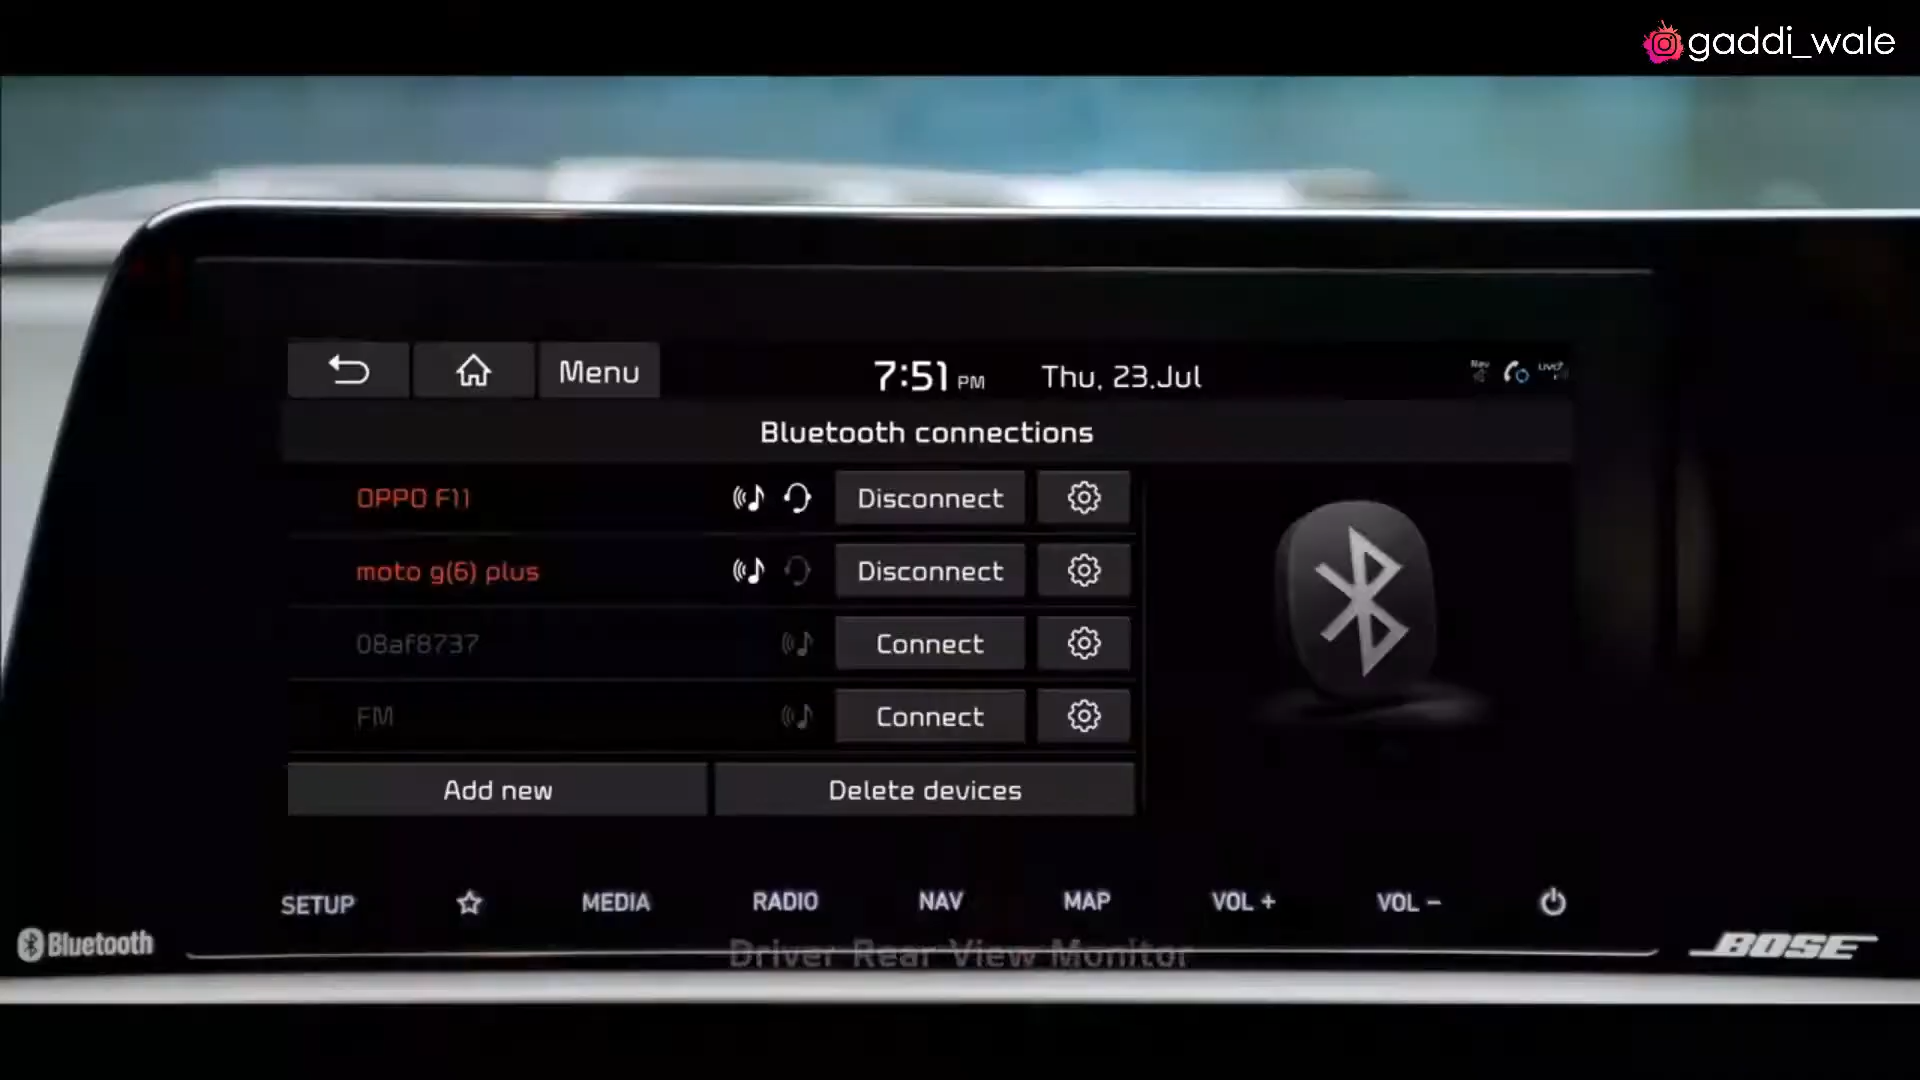 gaddi_wale
Menu
7:51 PM
Thu, 23.Jul
Nav
UVO
Bluetooth connections
OPPO F11
Disconnect
moto g(6) plus
Disconnect
08af8737
Connect
FM
Connect
Add new
Delete devices
SETUP
MEDIA
RADIO
NAV
MAP
VOL +
VOL −
Bluetooth
Driver Rear View Monitor
BOSE